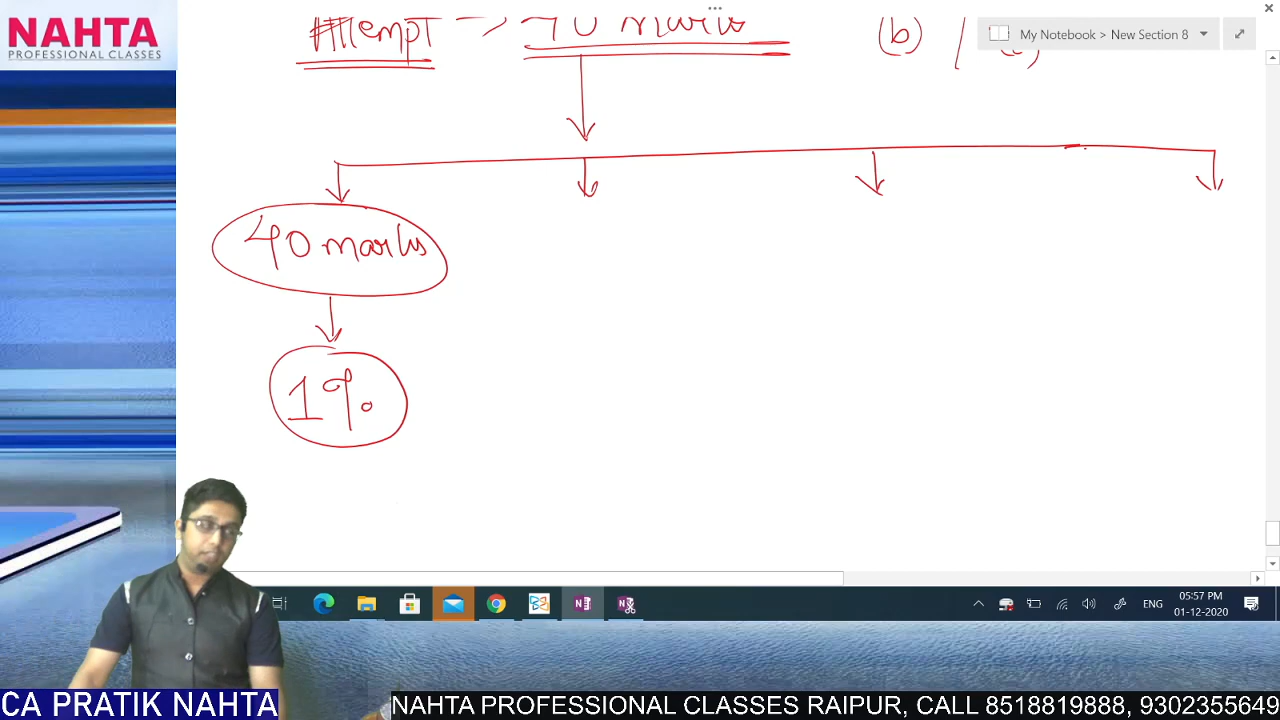 NAHTA
PROFESSIONAL CLASSES
Attempt → 40 marks (b) / (c)
My Notebook > New Section 8
40 marks
1%
ENG
05:57 PM
01-12-2020
CA PRATIK NAHTA
NAHTA PROFESSIONAL CLASSES RAIPUR, CALL 8518819888, 9302355649